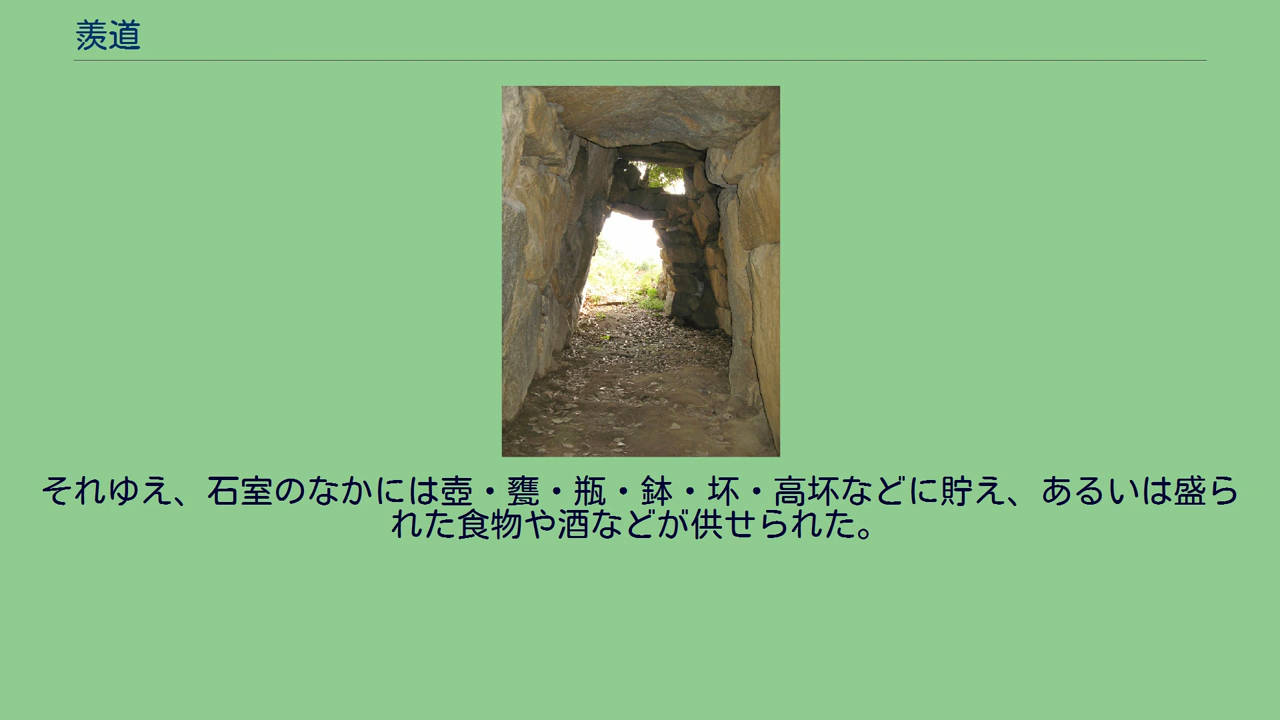 羨道
それゆえ、石室のなかには壺・甕・瓶・鉢・坏・高坏などに貯え、あるいは盛ら
れた食物や酒などが供せられた。